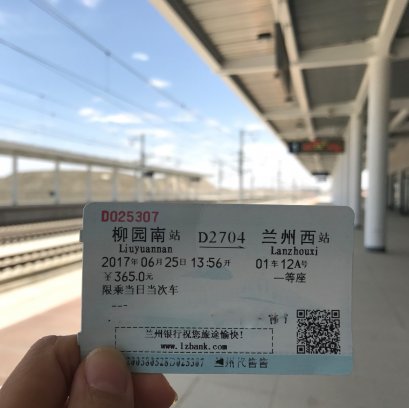 D025307
柳园南站 D2704 兰州西站
Liuyuannan Lanzhouxi
2017年06月25日13:56开 01车12A号
￥365.0元 一等座
限乘当日当次车
兰州银行祝您旅途愉快!
www.lzbank.com